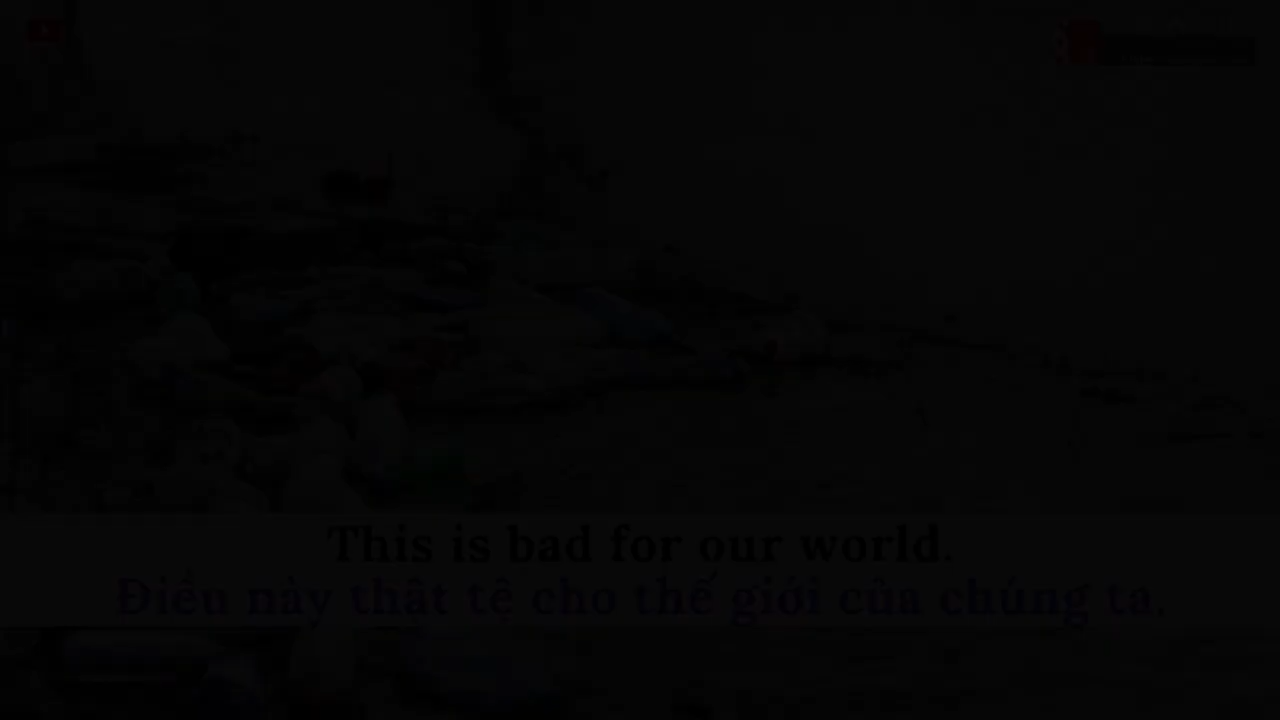 This is bad for our world.
Điều này thật tệ cho thế giới của chúng ta.